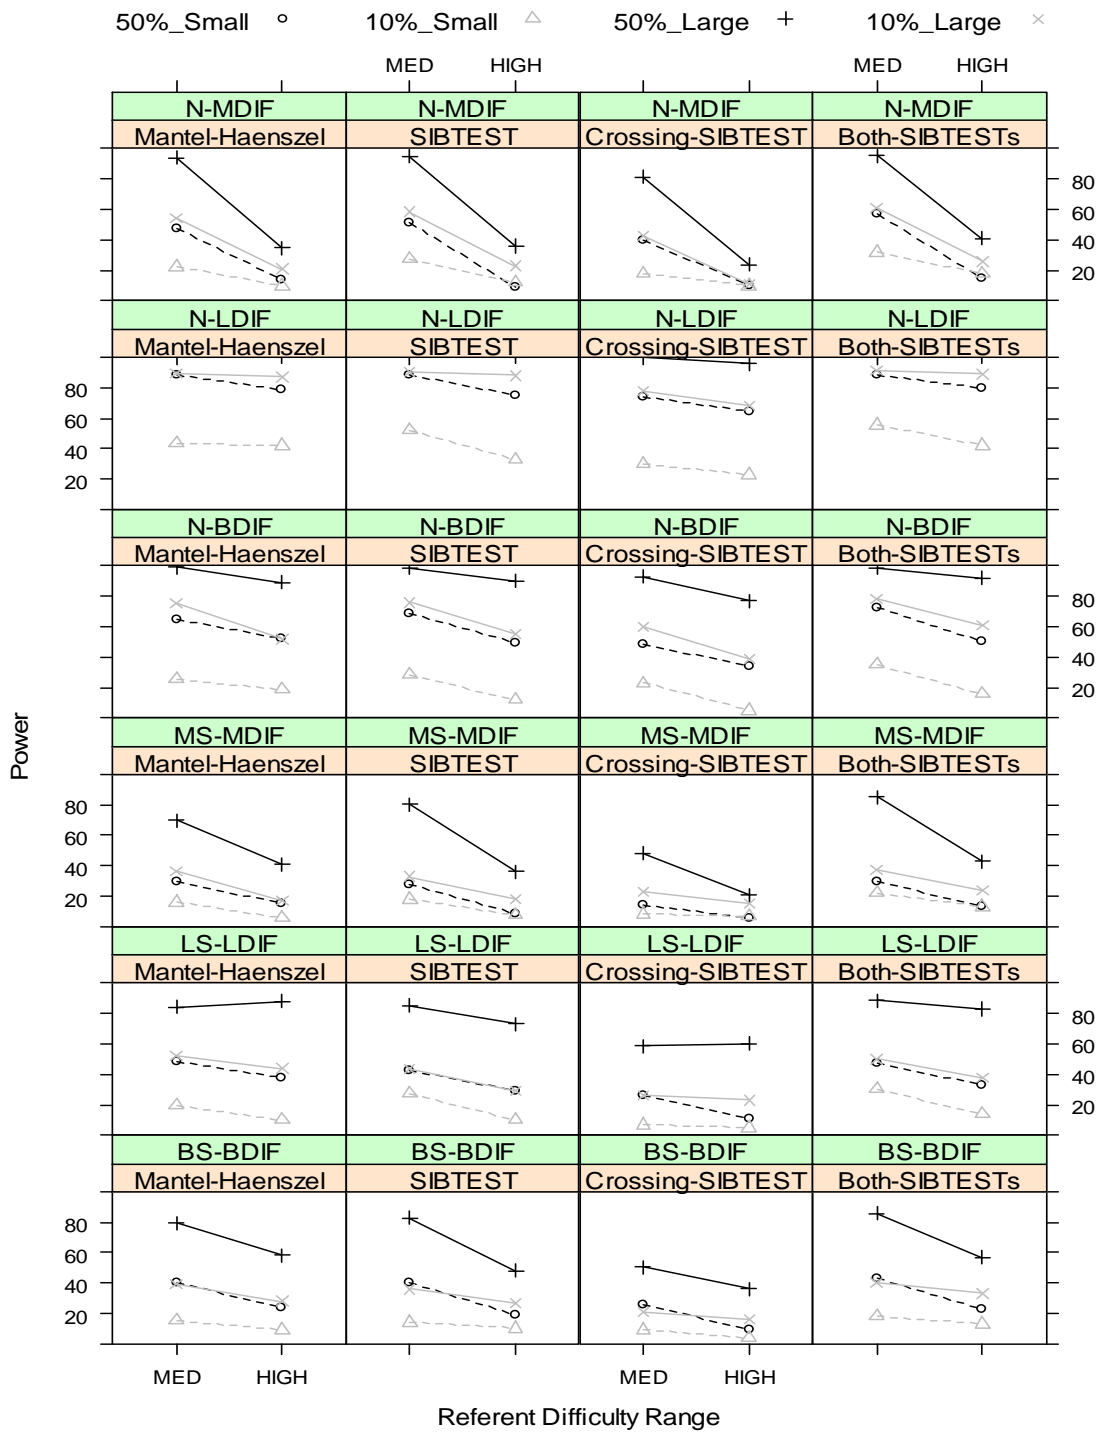 50%_Small 10%_Small 50%_Large 10%_Large
MED HIGH MED HIGH
N-MDIF N-MDIF N-MDIF N-MDIF
Mantel-Haenszel SIBTEST Crossing-SIBTEST Both-SIBTESTs
80
60
40
20
N-LDIF N-LDIF N-LDIF N-LDIF
Mantel-Haenszel SIBTEST Crossing-SIBTEST Both-SIBTESTs
80
60
40
20
N-BDIF N-BDIF N-BDIF N-BDIF
Mantel-Haenszel SIBTEST Crossing-SIBTEST Both-SIBTESTs
80
60
40
20
Power
MS-MDIF MS-MDIF MS-MDIF MS-MDIF
Mantel-Haenszel SIBTEST Crossing-SIBTEST Both-SIBTESTs
80
60
40
20
LS-LDIF LS-LDIF LS-LDIF LS-LDIF
Mantel-Haenszel SIBTEST Crossing-SIBTEST Both-SIBTESTs
80
60
40
20
BS-BDIF BS-BDIF BS-BDIF BS-BDIF
Mantel-Haenszel SIBTEST Crossing-SIBTEST Both-SIBTESTs
80
60
40
20
MED HIGH MED HIGH
Referent Difficulty Range